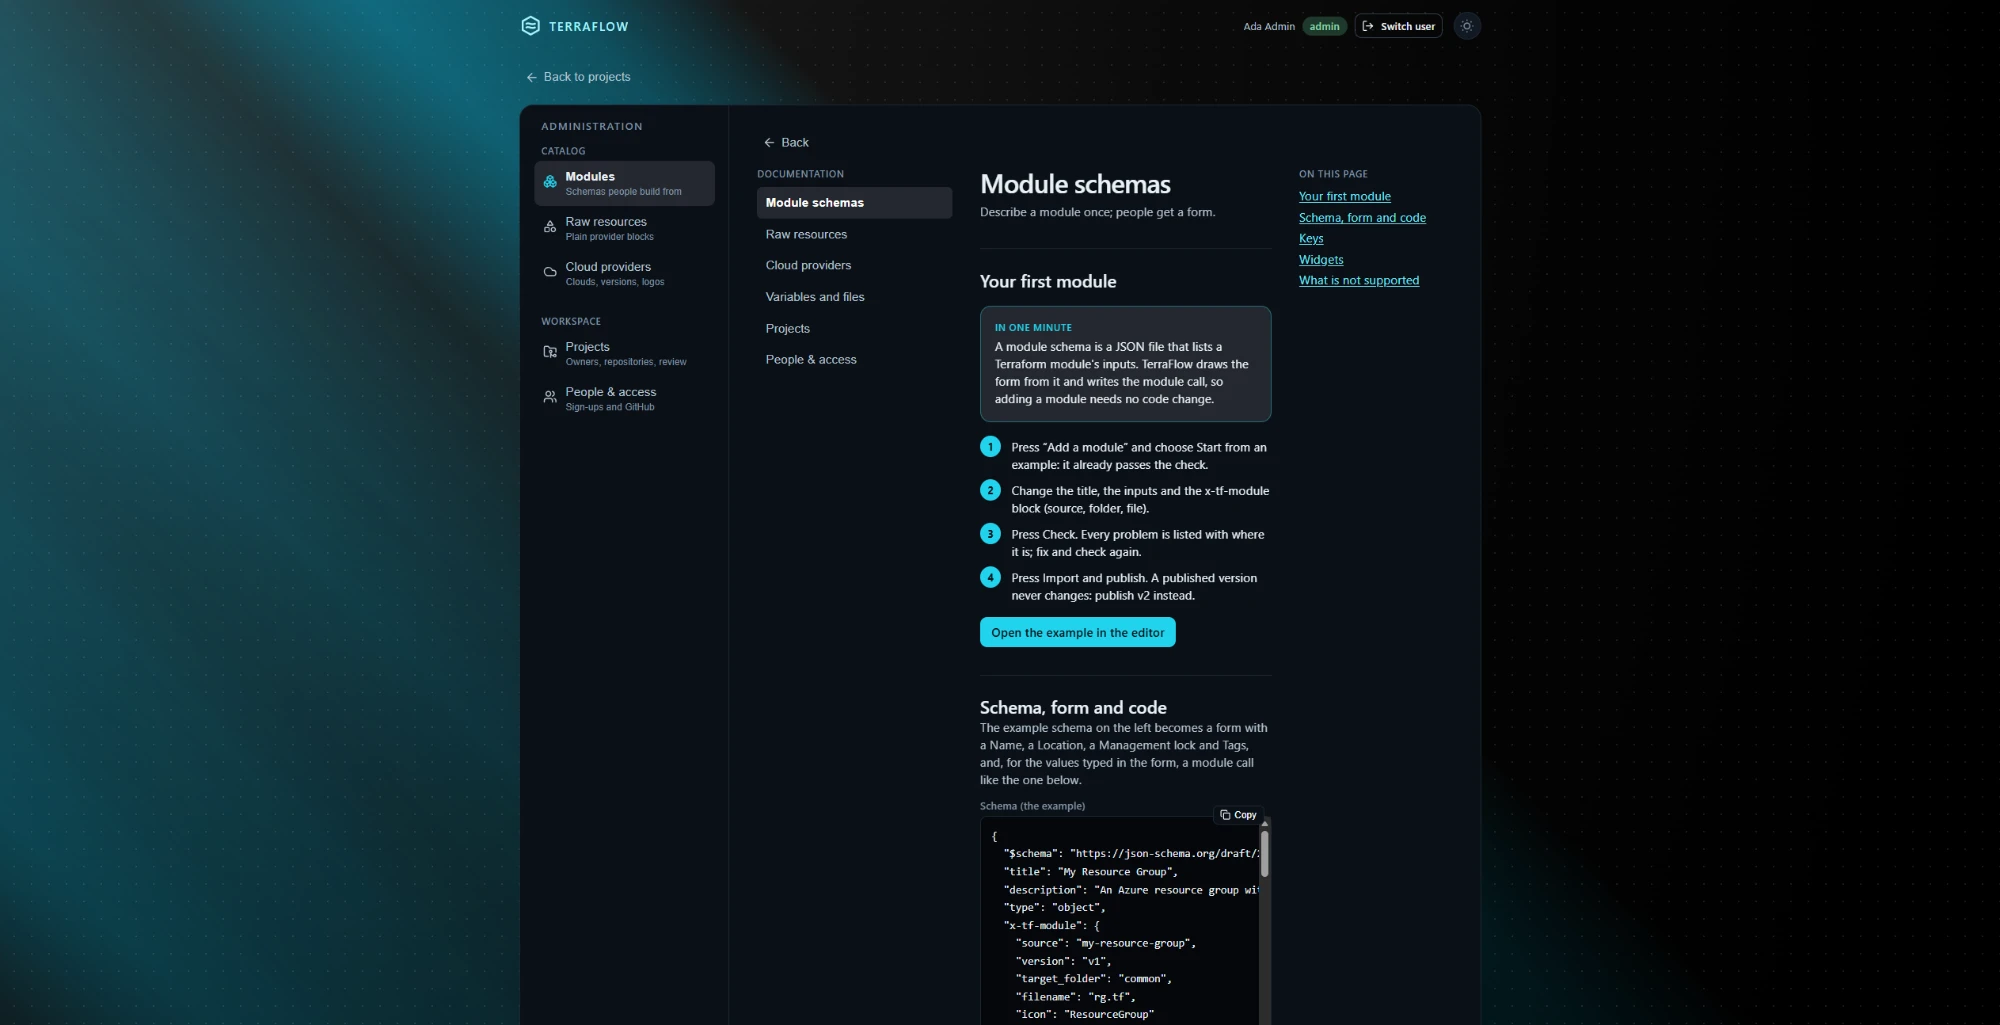 TERRAFLOW
Ada Admin
admin
Switch user
Back to projects
ADMINISTRATION
CATALOG
Modules
Schemas people build from
Raw resources
Plain provider blocks
Cloud providers
Clouds, versions, logos
WORKSPACE
Projects
Owners, repositories, review
People & access
Sign-ups and GitHub
Back
DOCUMENTATION
Module schemas
Raw resources
Cloud providers
Variables and files
Projects
People & access
Module schemas
Describe a module once; people get a form.
Your first module
IN ONE MINUTE
A module schema is a JSON file that lists a
Terraform module's inputs. TerraFlow draws the
form from it and writes the module call, so
adding a module needs no code change.
1 Press “Add a module” and choose Start from an
example: it already passes the check.
2 Change the title, the inputs and the x-tf-module
block (source, folder, file).
3 Press Check. Every problem is listed with where
it is; fix and check again.
4 Press Import and publish. A published version
never changes: publish v2 instead.
Open the example in the editor
Schema, form and code
The example schema on the left becomes a form with
a Name, a Location, a Management lock and Tags,
and, for the values typed in the form, a module call
like the one below.
Schema (the example)
Copy
{
"$schema": "https://json-schema.org/draft/
"title": "My Resource Group",
"description": "An Azure resource group wi
"type": "object",
"x-tf-module": {
"source": "my-resource-group",
"version": "v1",
"target_folder": "common",
"filename": "rg.tf",
"icon": "ResourceGroup"
ON THIS PAGE
Your first module
Schema, form and code
Keys
Widgets
What is not supported